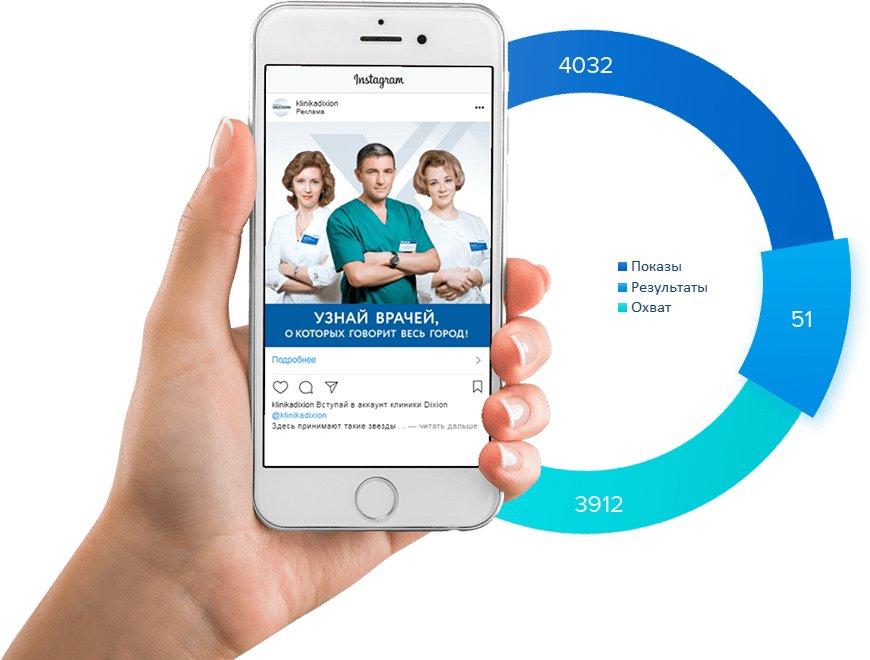 Instagram
DIXION
klinikadixion
Реклама
УЗНАЙ ВРАЧЕЙ,
О КОТОРЫХ ГОВОРИТ ВЕСЬ ГОРОД!
Подробнее
klinikadixion Вступай в аккаунт клиники Dixion
@klinikadixion
Здесь принимают такие звезды ... — читать дальше
4032
Показы
Результаты
Охват
51
3912